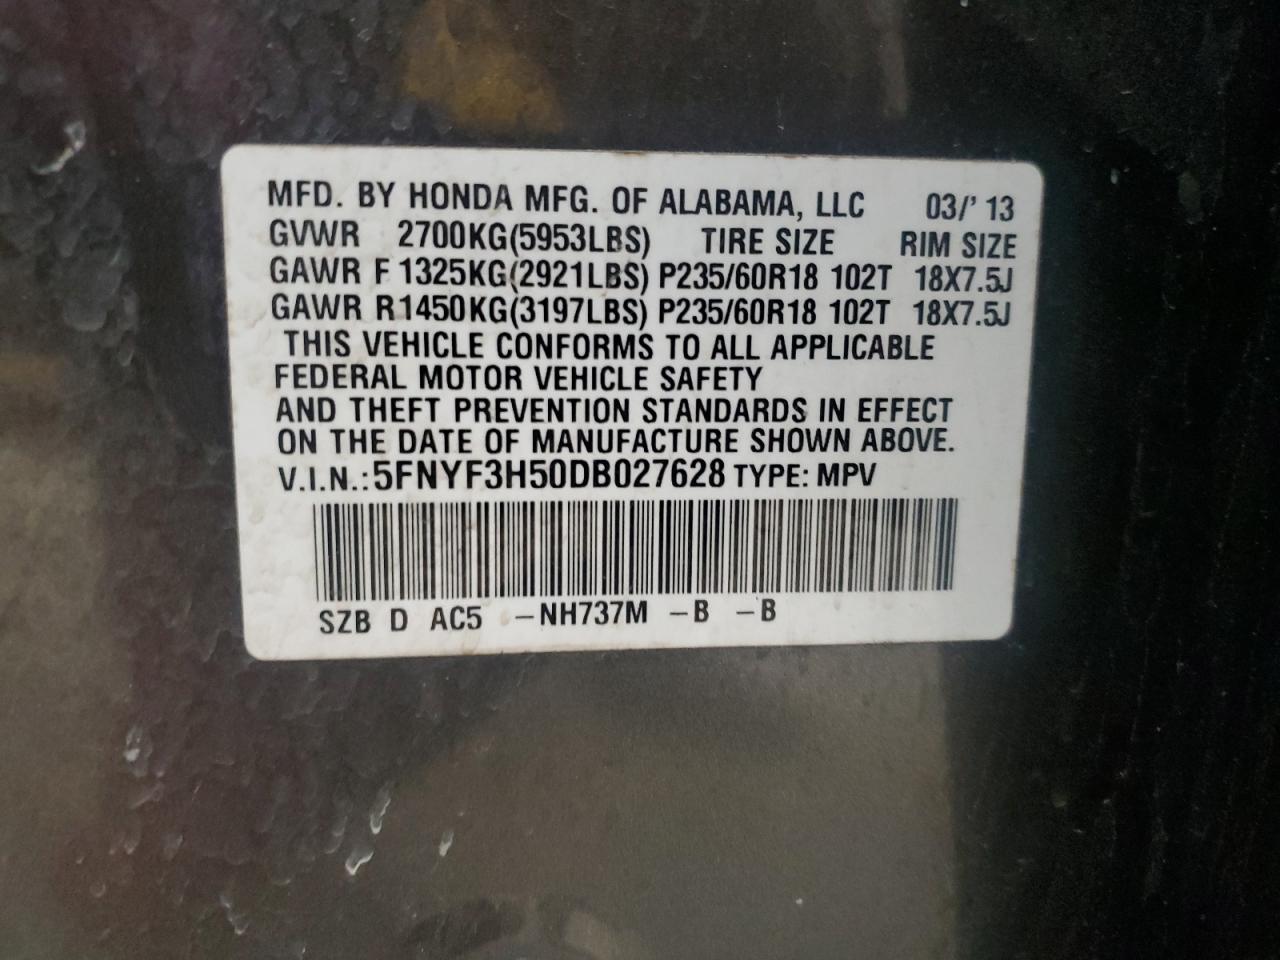 MFD. BY HONDA MFG. OF ALABAMA, LLC 03/' 13
GVWR 2700KG(5953LBS) TIRE SIZE RIM SIZE
GAWR F 1325KG(2921LBS) P235/60R18 102T 18X7.5J
GAWR R1450KG(3197LBS) P235/60R18 102T 18X7.5J
THIS VEHICLE CONFORMS TO ALL APPLICABLE
FEDERAL MOTOR VEHICLE SAFETY
AND THEFT PREVENTION STANDARDS IN EFFECT
ON THE DATE OF MANUFACTURE SHOWN ABOVE.
V.I.N.:5FNYF3H50DB027628 TYPE: MPV
SZB D AC5 -NH737M -B -B